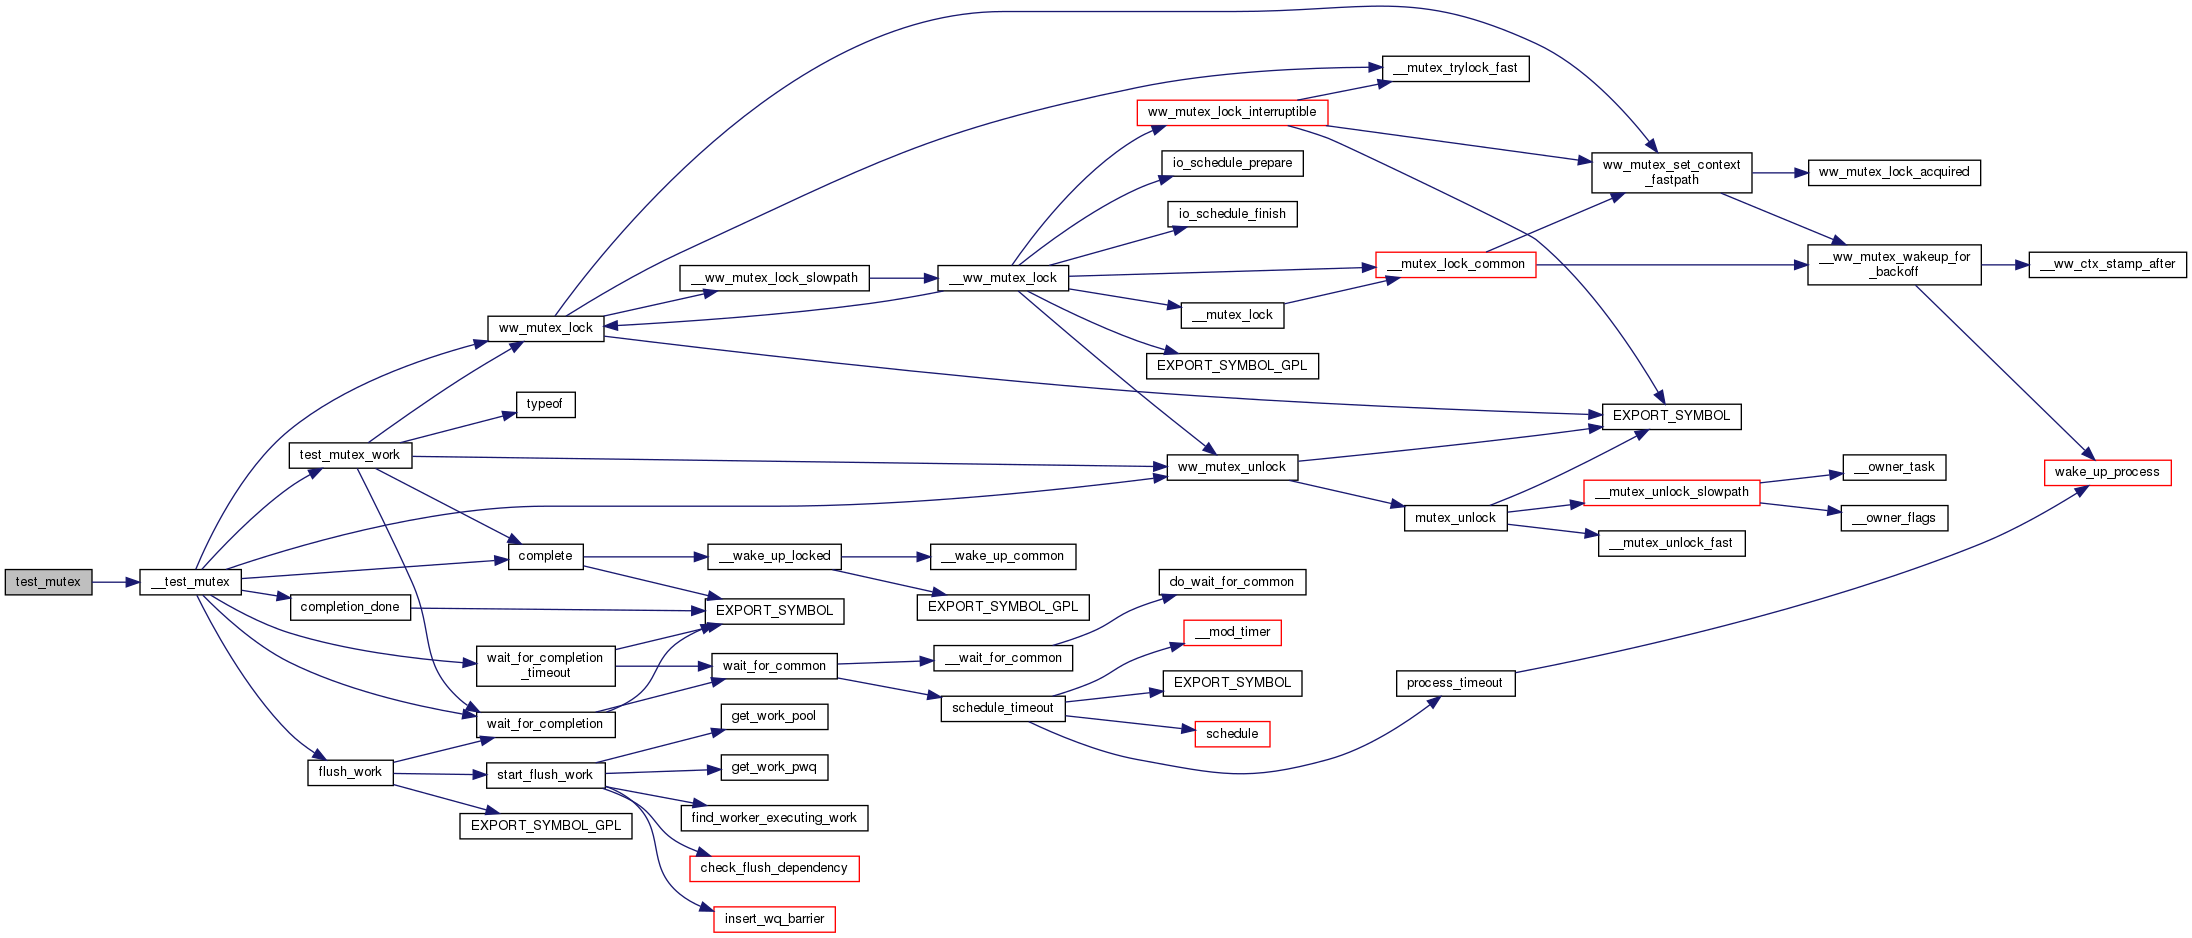 test_mutex
__test_mutex
test_mutex_work
completion_done
flush_work
ww_mutex_lock
typeof
complete
wait_for_completion
_timeout
wait_for_completion
start_flush_work
EXPORT_SYMBOL_GPL
__ww_mutex_lock_slowpath
__wake_up_locked
EXPORT_SYMBOL
wait_for_common
get_work_pool
get_work_pwq
find_worker_executing_work
check_flush_dependency
insert_wq_barrier
__ww_mutex_lock
__wake_up_common
EXPORT_SYMBOL_GPL
__wait_for_common
schedule_timeout
ww_mutex_lock_interruptible
io_schedule_prepare
io_schedule_finish
__mutex_lock
EXPORT_SYMBOL_GPL
ww_mutex_unlock
do_wait_for_common
__mod_timer
EXPORT_SYMBOL
schedule
__mutex_trylock_fast
__mutex_lock_common
mutex_unlock
process_timeout
ww_mutex_set_context
_fastpath
EXPORT_SYMBOL
__mutex_unlock_slowpath
__mutex_unlock_fast
ww_mutex_lock_acquired
__ww_mutex_wakeup_for
_backoff
__owner_task
__owner_flags
__ww_ctx_stamp_after
wake_up_process